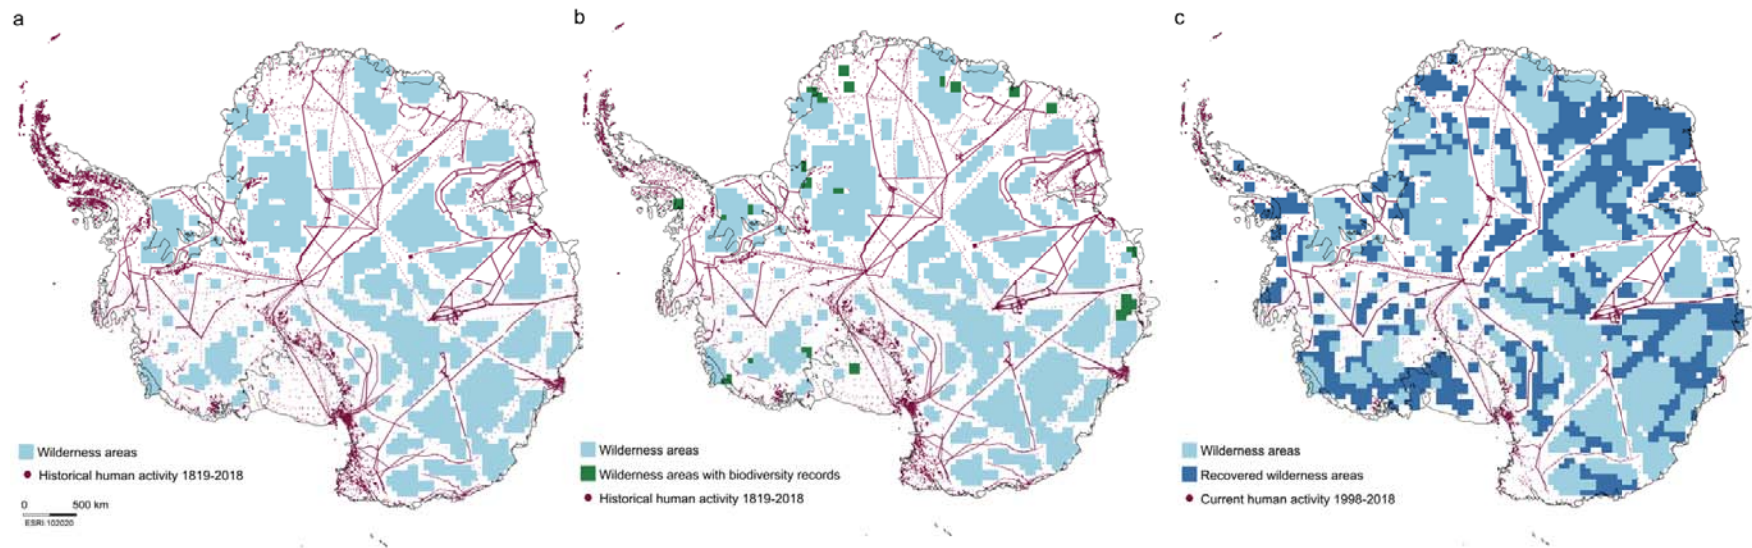 a
b
c
Wilderness areas
Historical human activity 1819-2018
0 500 km
ESRI:102020
Wilderness areas
Wilderness areas with biodiversity records
Historical human activity 1819-2018
Wilderness areas
Recovered wilderness areas
Current human activity 1998-2018